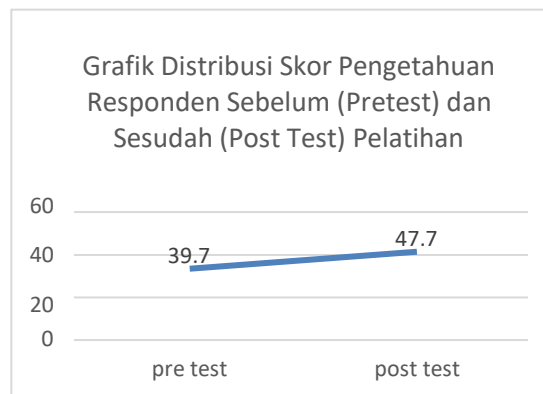 Grafik Distribusi Skor Pengetahuan
Responden Sebelum (Pretest) dan
Sesudah (Post Test) Pelatihan
60
40
20
0
39.7
47.7
pre test
post test